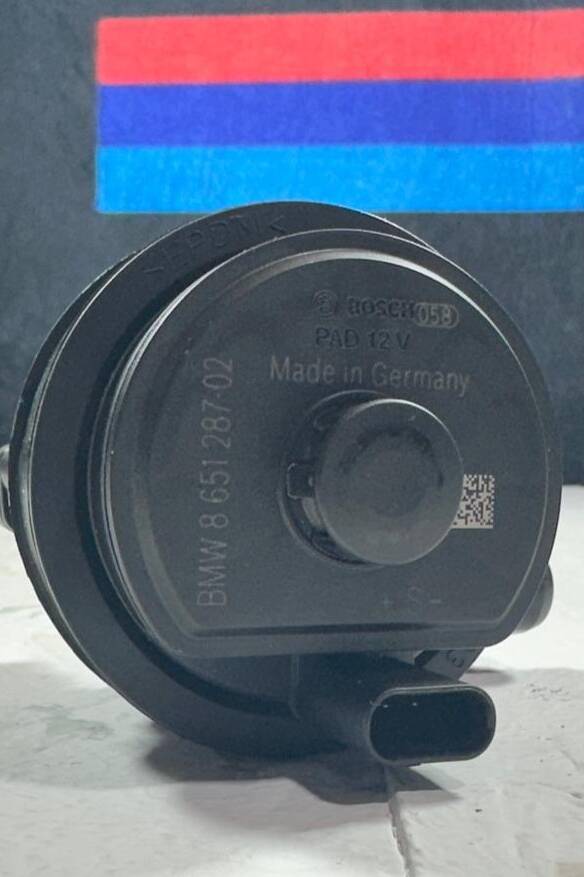 BOSCH 058
PAD 12 V
Made in Germany
BMW 8 651 287-02
+ S -